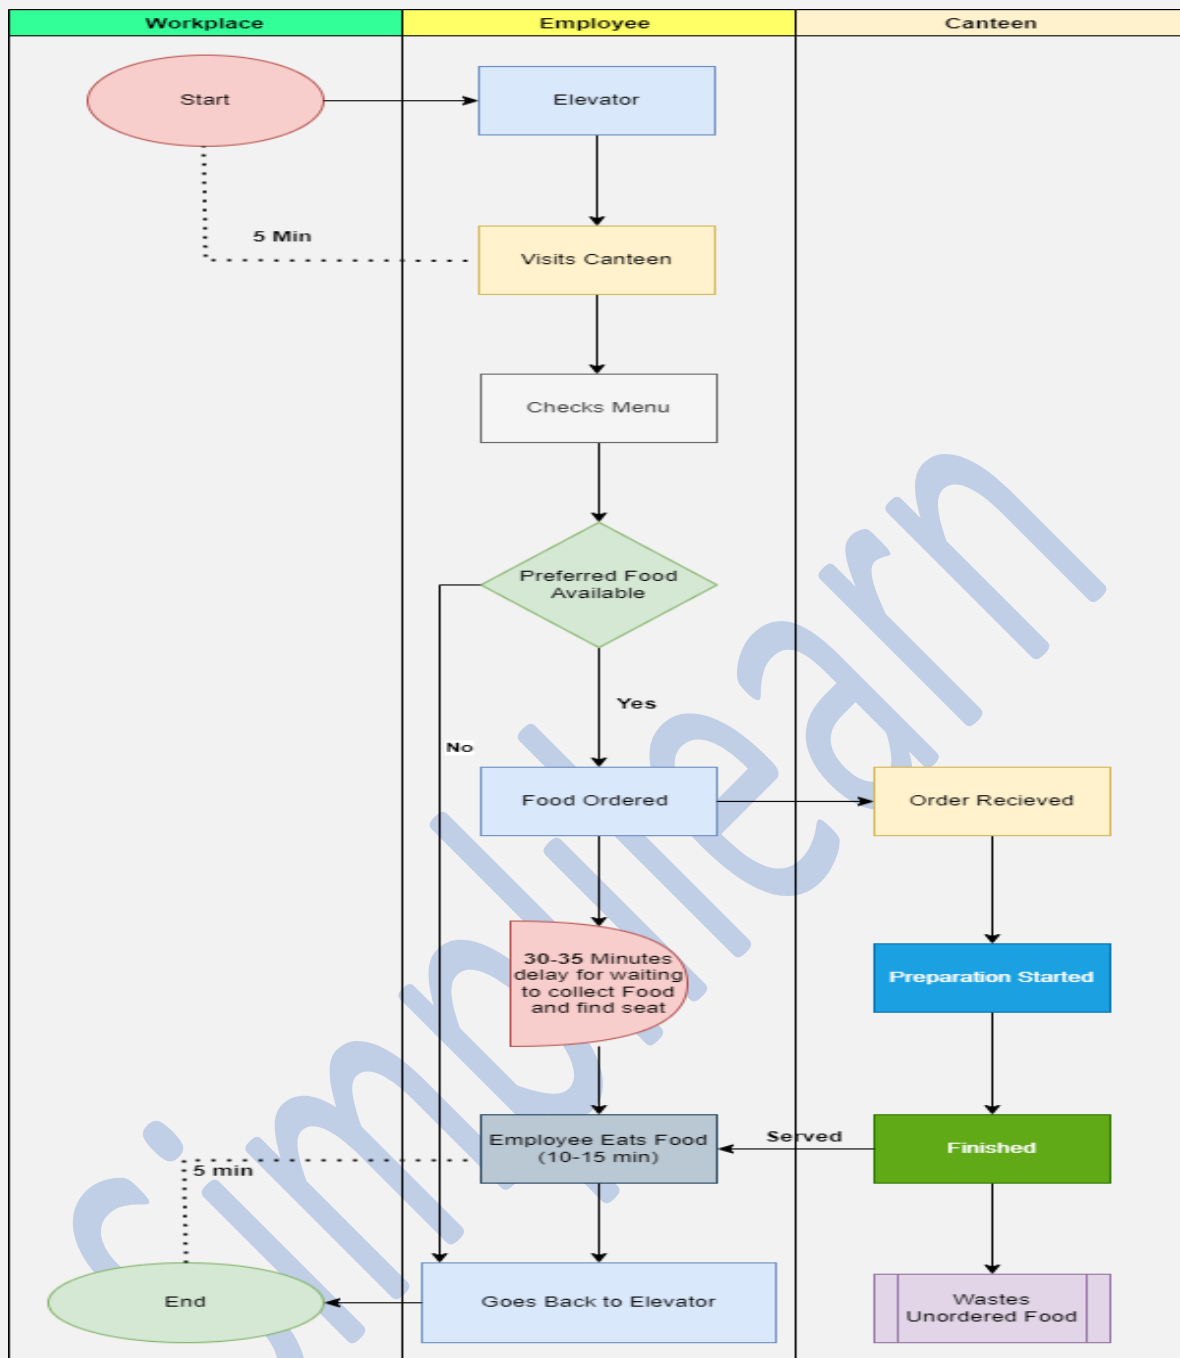 Workplace
Employee
Canteen
Start
Elevator
5 Min
Visits Canteen
Checks Menu
Preferred Food
Available
Yes
No
Food Ordered
Order Recieved
30-35 Minutes
delay for waiting
to collect Food
and find seat
Preparation Started
Employee Eats Food
(10-15 min)
Served
Finished
5 min
End
Goes Back to Elevator
Wastes
Unordered Food
Simplilearn